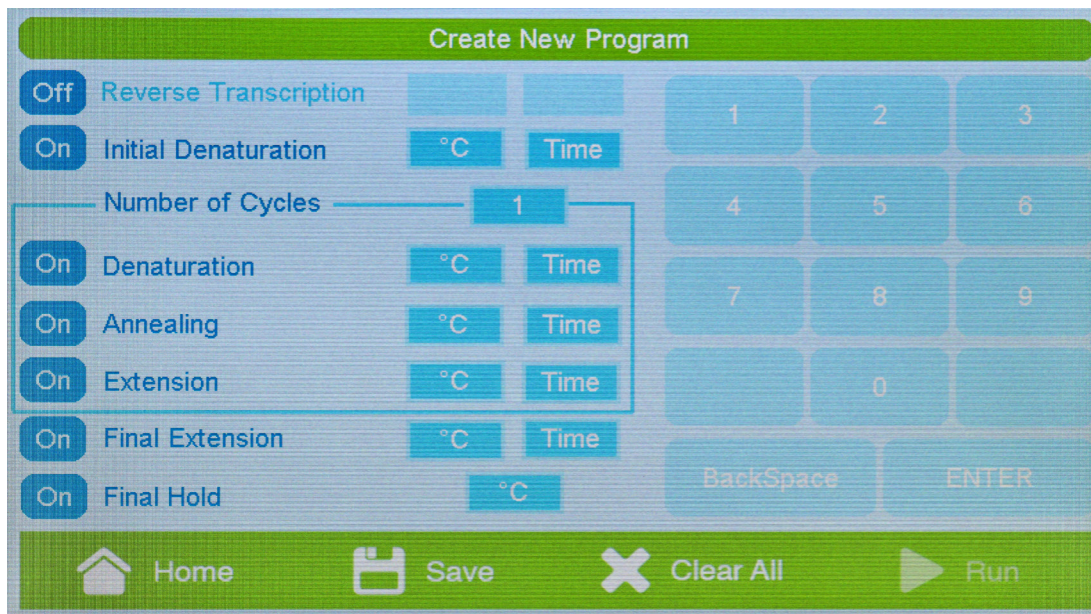 Create New Program
Off Reverse Transcription
On Initial Denaturation °C Time
Number of Cycles 1
On Denaturation °C Time
On Annealing °C Time
On Extension °C Time
On Final Extension °C Time
On Final Hold °C
1 2 3
4 5 6
7 8 9
0
BackSpace ENTER
Home Save Clear All Run